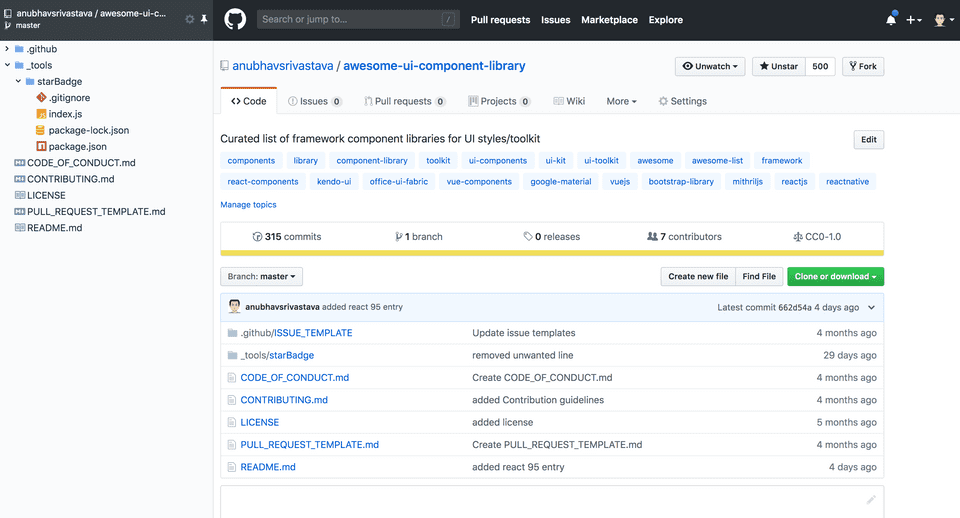 anubhavsrivastava / awesome-ui-c...
master
.github
_tools
starBadge
.gitignore
index.js
package-lock.json
package.json
CODE_OF_CONDUCT.md
CONTRIBUTING.md
LICENSE
PULL_REQUEST_TEMPLATE.md
README.md
Search or jump to... /
Pull requests Issues Marketplace Explore
anubhavsrivastava / awesome-ui-component-library
Unwatch Unstar 500 Fork
Code Issues 0 Pull requests 0 Projects 0 Wiki More Settings
Curated list of framework component libraries for UI styles/toolkit Edit
components library component-library toolkit ui-components ui-kit ui-toolkit awesome awesome-list framework
react-components kendo-ui office-ui-fabric vue-components google-material vuejs bootstrap-library mithriljs reactjs reactnative
Manage topics
315 commits 1 branch 0 releases 7 contributors CC0-1.0
Branch: master Create new file Find File Clone or download
anubhavsrivastava added react 95 entry Latest commit 662d54a 4 days ago
.github/ISSUE_TEMPLATE Update issue templates 4 months ago
_tools/starBadge removed unwanted line 29 days ago
CODE_OF_CONDUCT.md Create CODE_OF_CONDUCT.md 4 months ago
CONTRIBUTING.md added Contribution guidelines 4 months ago
LICENSE added license 5 months ago
PULL_REQUEST_TEMPLATE.md Create PULL_REQUEST_TEMPLATE.md 4 months ago
README.md added react 95 entry 4 days ago